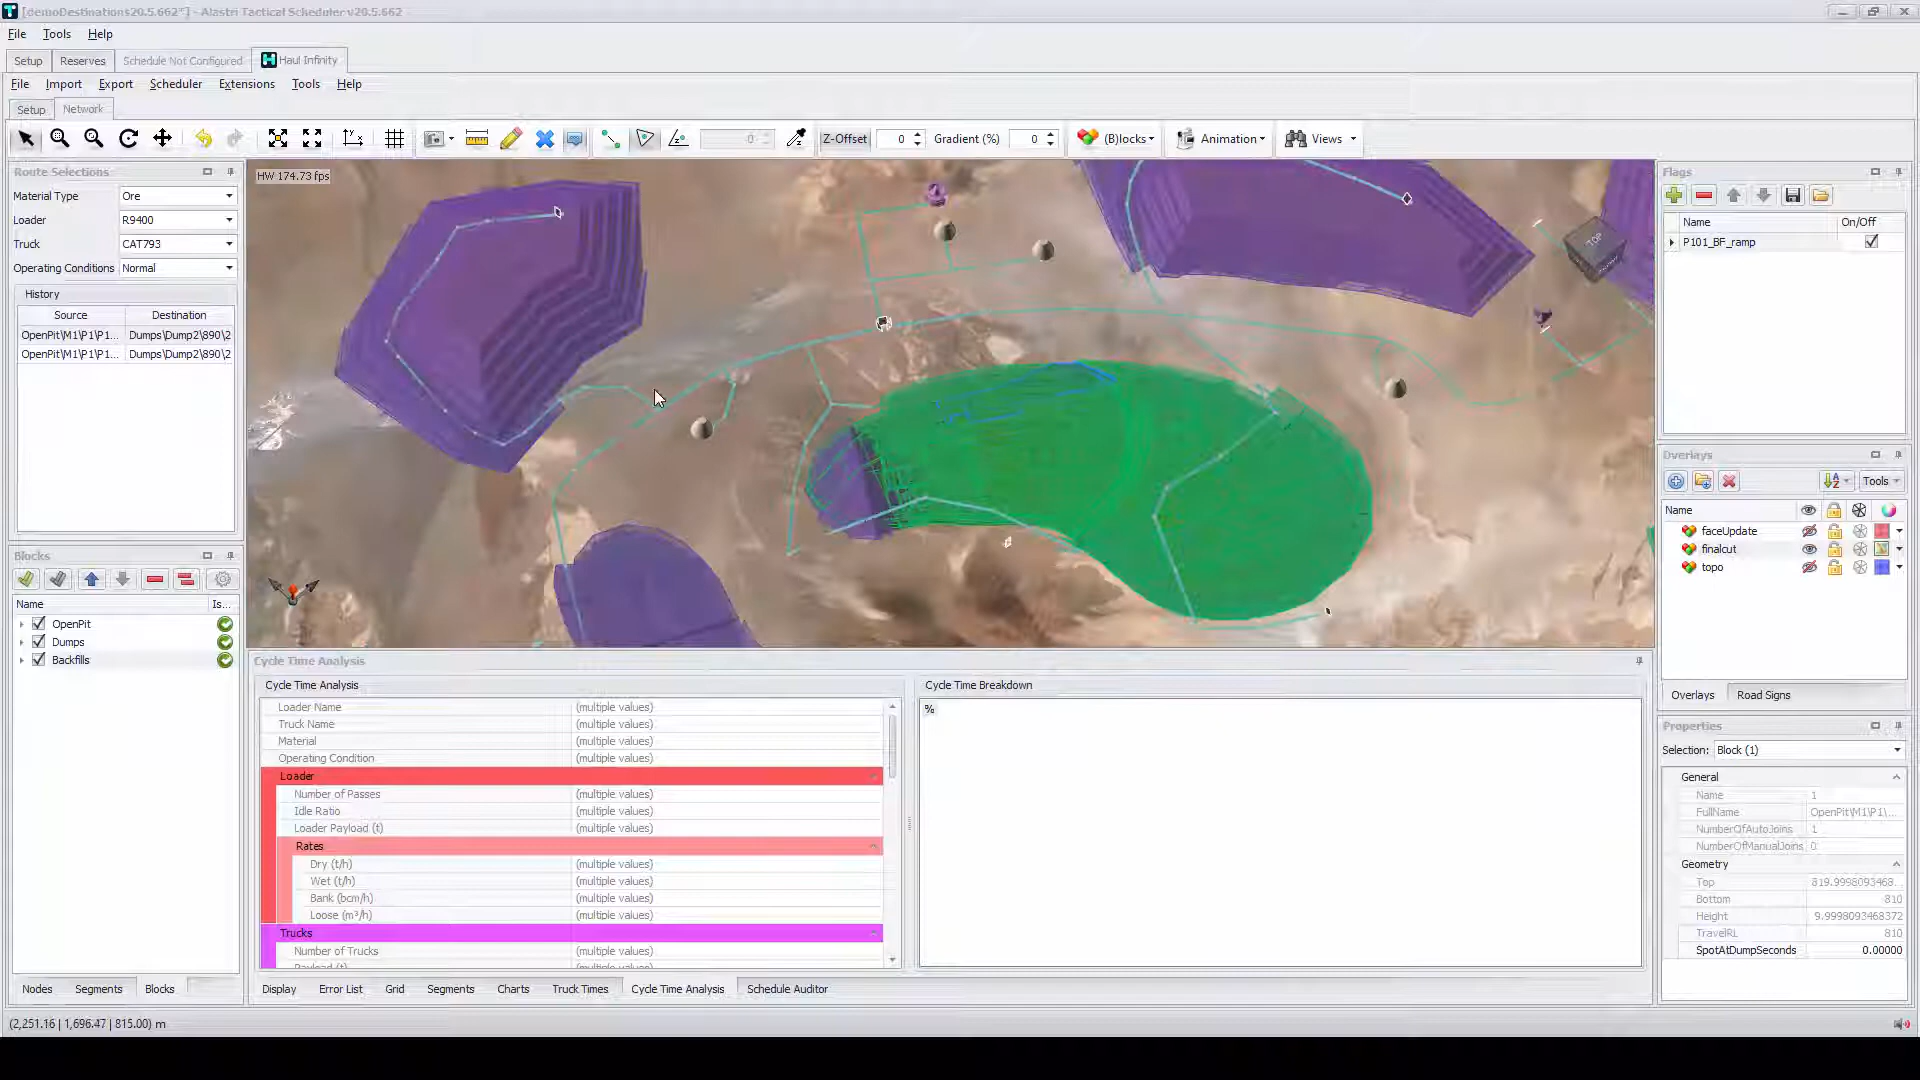 [demoDestinations20.5.662*] - Alastri Tactical Scheduler v20.5.662
File Tools Help
Setup Reserves Schedule Not Configured Haul Infinity
File Import Export Scheduler Extensions Tools Help
Setup Network
0 Z-Offset 0 Gradient (%) 0 (B)locks Animation Views
Route Selections
Material Type Ore
Loader R9400
Truck CAT793
Operating Conditions Normal
History
Source Destination
OpenPit\M1\P1\P1... Dumps\Dump2\890\2
OpenPit\M1\P1\P1... Dumps\Dump2\890\2
Blocks
Name Is...
OpenPit
Dumps
Backfills
Nodes Segments Blocks
HW 174.73 fps
TOP
Cycle Time Analysis
Cycle Time Analysis
Loader Name (multiple values)
Truck Name (multiple values)
Material (multiple values)
Operating Condition (multiple values)
Loader
Number of Passes (multiple values)
Idle Ratio (multiple values)
Loader Payload (t) (multiple values)
Rates
Dry (t/h) (multiple values)
Wet (t/h) (multiple values)
Bank (bcm/h) (multiple values)
Loose (m³/h) (multiple values)
Trucks
Number of Trucks (multiple values)
Payload (t) (multiple values)
Cycle Time Breakdown
%
Display Error List Grid Segments Charts Truck Times Cycle Time Analysis Schedule Auditor
Flags
Name On/Off
P101_BF_ramp
Overlays
Tools
Name
faceUpdate
finalcut
topo
Overlays Road Signs
Properties
Selection: Block (1)
General
Name 1
FullName OpenPit\M1\P1\...
NumberOfAutoJoins 1
NumberOfManualJoins 0
Geometry
Top 819.9998093468...
Bottom 810
Height 9.9998093468372
TravelRL 810
SpotAtDumpSeconds 0.00000
(2,251.16 | 1,696.47 | 815.00) m